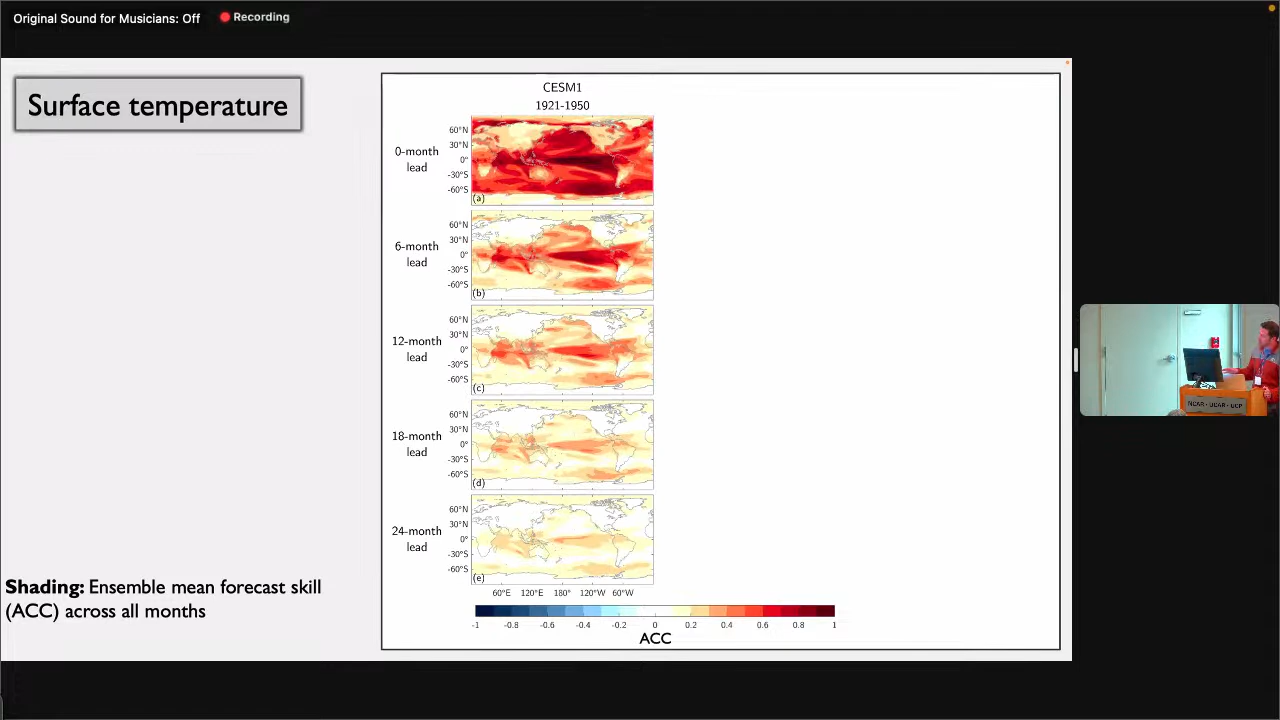 Original Sound for Musicians: Off
Recording
Surface temperature
CESM1
1921-1950
0-month
lead
60°N
30°N
0°
-30°S
-60°S
(a)
6-month
lead
60°N
30°N
0°
-30°S
-60°S
(b)
12-month
lead
60°N
30°N
0°
-30°S
-60°S
(c)
18-month
lead
60°N
30°N
0°
-30°S
-60°S
(d)
24-month
lead
60°N
30°N
0°
-30°S
-60°S
(e)
60°E 120°E 180° 120°W 60°W
-1 -0.8 -0.6 -0.4 -0.2 0 0.2 0.4 0.6 0.8 1
ACC
Shading: Ensemble mean forecast skill
(ACC) across all months
NCAR - UCAR - UCP